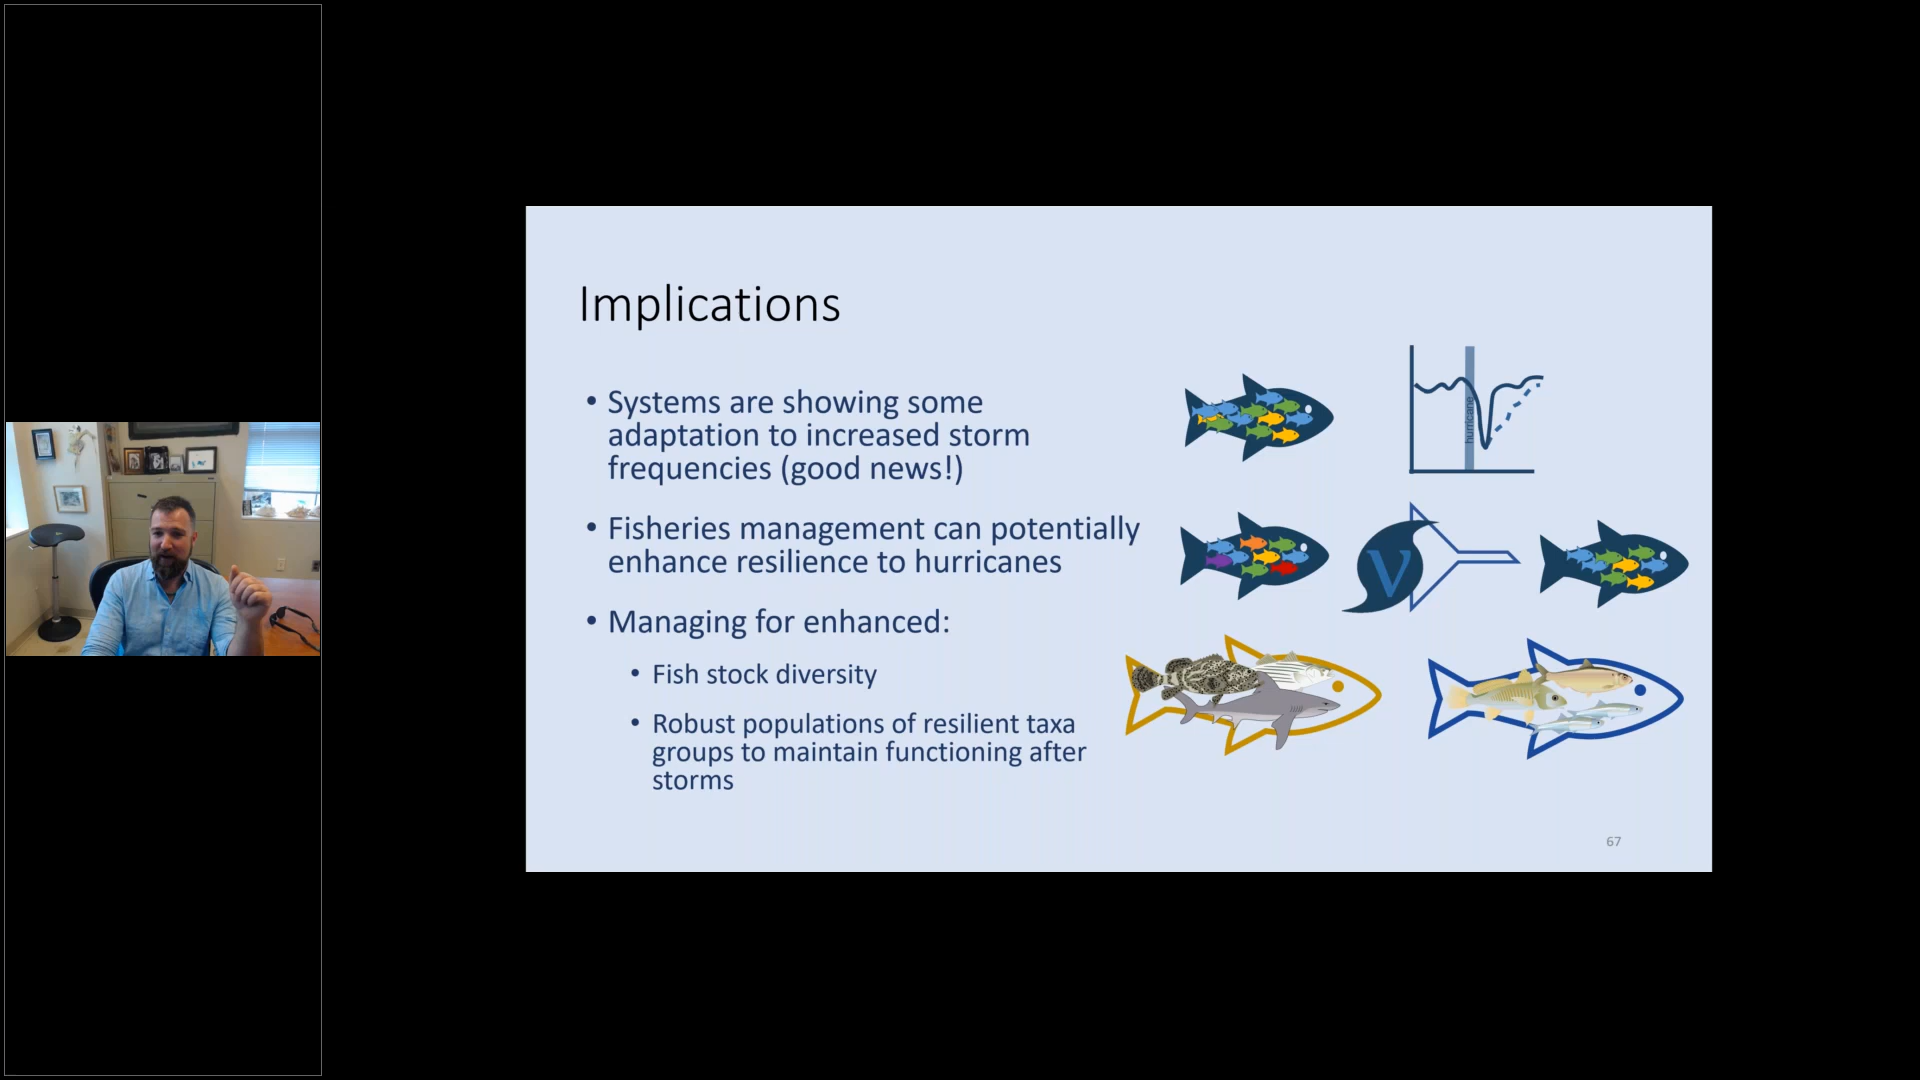 Implications
• Systems are showing some
adaptation to increased storm
frequencies (good news!)
• Fisheries management can potentially
enhance resilience to hurricanes
• Managing for enhanced:
• Fish stock diversity
• Robust populations of resilient taxa
groups to maintain functioning after
storms
hurricane
V
67